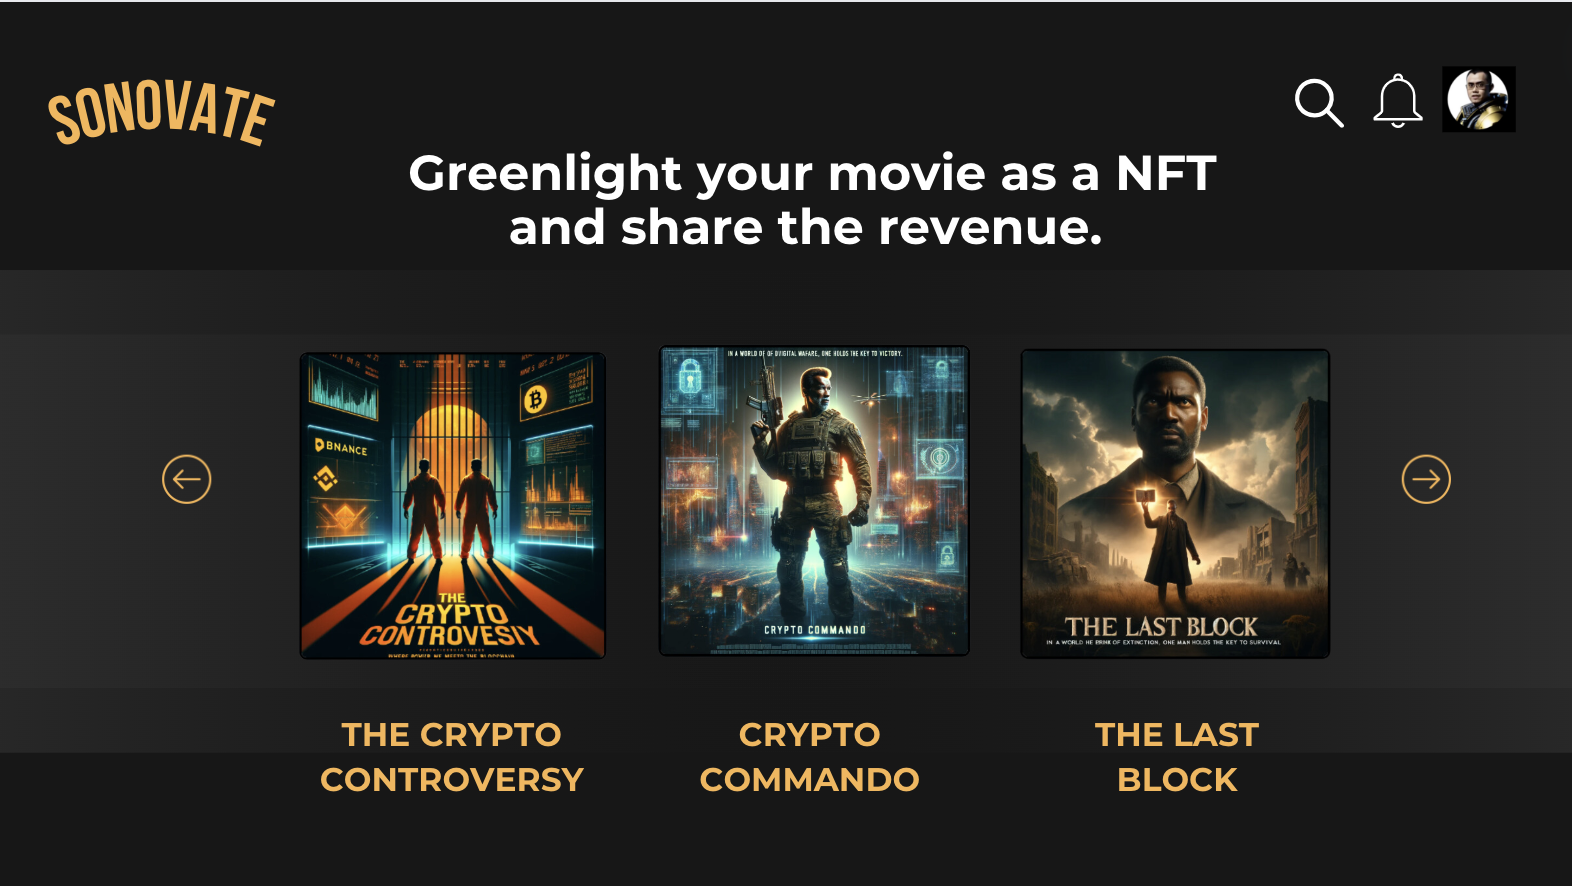 SONOVATE
Greenlight your movie as a NFT
and share the revenue.
BNANCE
THE
CRYPTO
CONTROVESIY
IN A WORLD OF OF DIVIGITAL WAFARE, ONE HOLDS THE KEY TO VICTORY.
CRYPTO COMMANDO
THE LAST BLOCK
IN A WORLD HE BRINK OF EXTINCTION, ONE MAN HOLDS THE KEY TO SURVIVAL
THE CRYPTO
CONTROVERSY
CRYPTO
COMMANDO
THE LAST
BLOCK